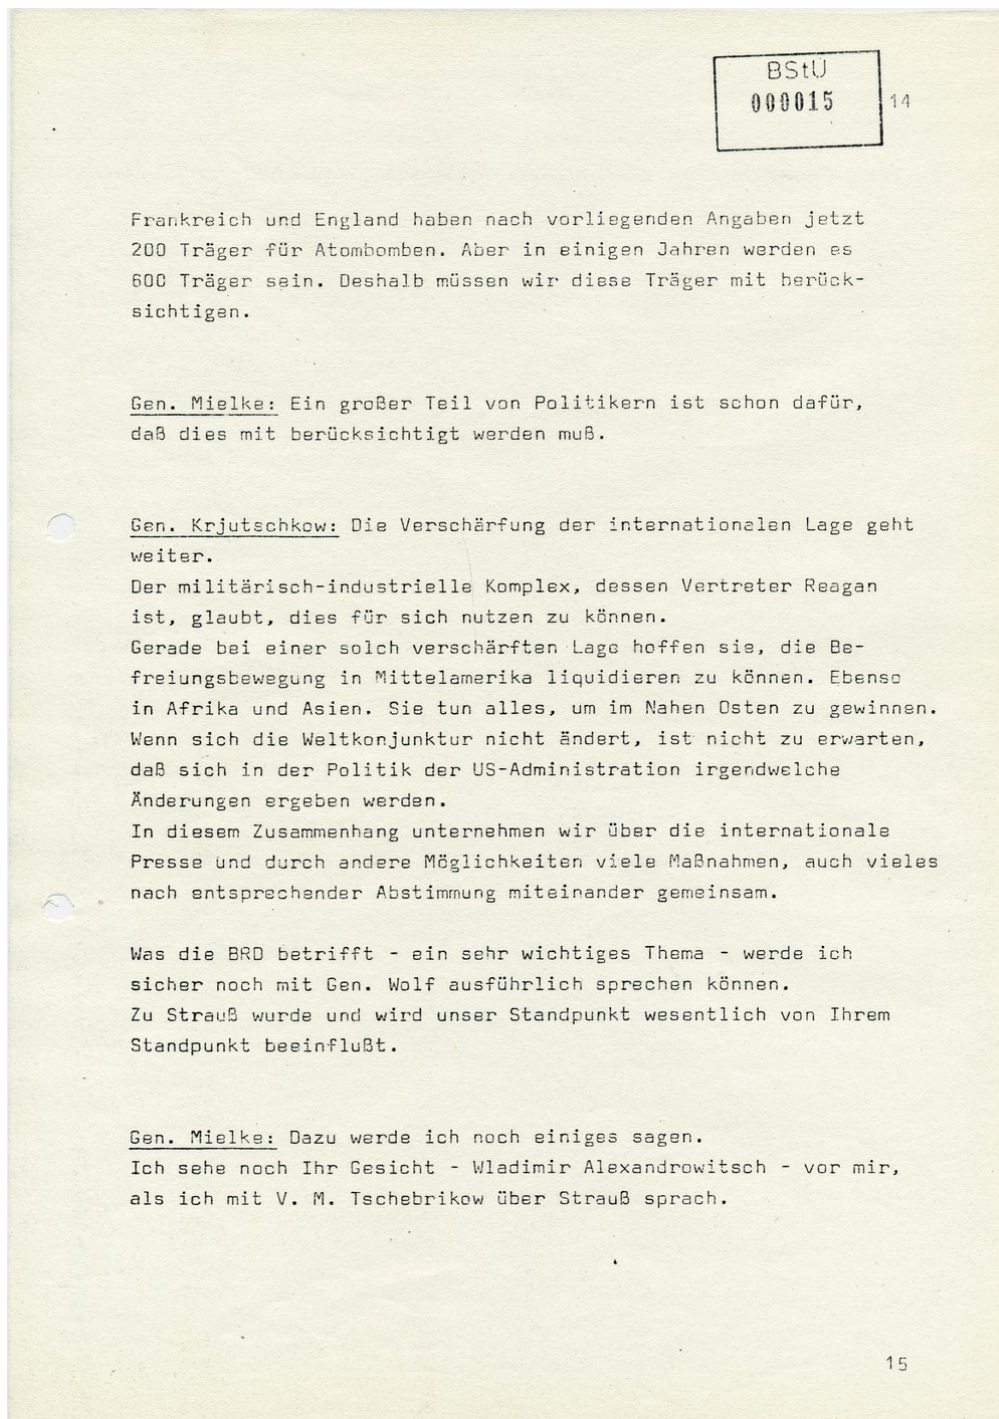 BStU
000015
14
Frankreich und England haben nach vorliegenden Angaben jetzt
200 Träger für Atombomben. Aber in einigen Jahren werden es
600 Träger sein. Deshalb müssen wir diese Träger mit berück-
sichtigen.
Gen. Mielke: Ein großer Teil von Politikern ist schon dafür,
daß dies mit berücksichtigt werden muß.
Gen. Krjutschkow: Die Verschärfung der internationalen Lage geht
weiter.
Der militärisch-industrielle Komplex, dessen Vertreter Reagan
ist, glaubt, dies für sich nutzen zu können.
Gerade bei einer solch verschärften Lage hoffen sie, die Be-
freiungsbewegung in Mittelamerika liquidieren zu können. Ebenso
in Afrika und Asien. Sie tun alles, um im Nahen Osten zu gewinnen.
Wenn sich die Weltkonjunktur nicht ändert, ist nicht zu erwarten,
daß sich in der Politik der US-Administration irgendwelche
Änderungen ergeben werden.
In diesem Zusammenhang unternehmen wir über die internationale
Presse und durch andere Möglichkeiten viele Maßnahmen, auch vieles
nach entsprechender Abstimmung miteinander gemeinsam.
Was die BRD betrifft - ein sehr wichtiges Thema - werde ich
sicher noch mit Gen. Wolf ausführlich sprechen können.
Zu Strauß wurde und wird unser Standpunkt wesentlich von Ihrem
Standpunkt beeinflußt.
Gen. Mielke: Dazu werde ich noch einiges sagen.
Ich sehe noch Ihr Gesicht - Wladimir Alexandrowitsch - vor mir,
als ich mit V. M. Tschebrikow über Strauß sprach.
15